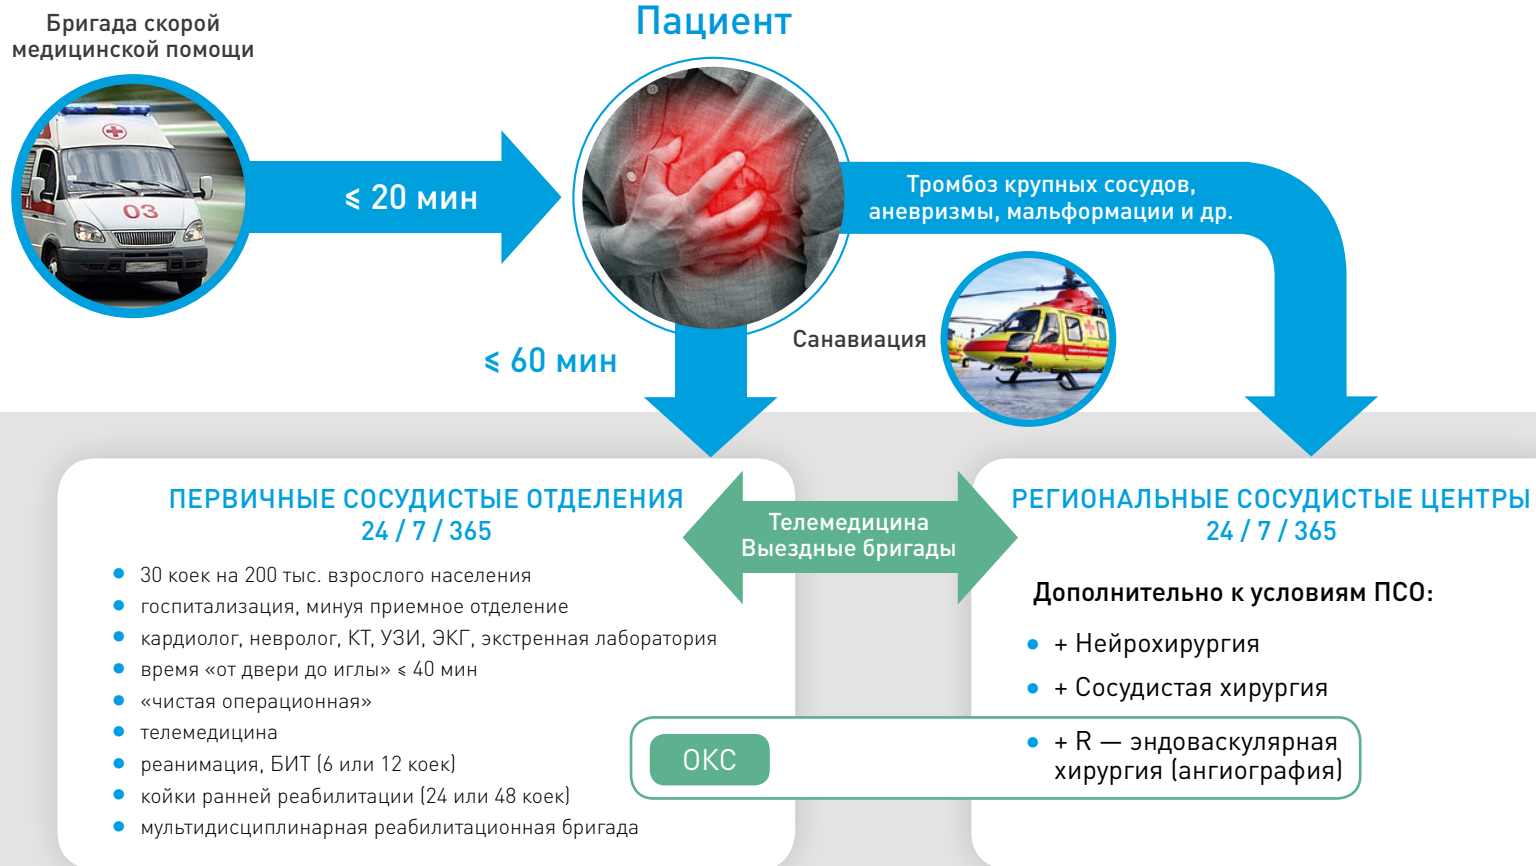 Бригада скорой
медицинской помощи
Пациент
03
≤ 20 мин
Тромбоз крупных сосудов,
аневризмы, мальформации и др.
≤ 60 мин
Санавиация
ПЕРВИЧНЫЕ СОСУДИСТЫЕ ОТДЕЛЕНИЯ
24 / 7 / 365
30 коек на 200 тыс. взрослого населения
госпитализация, минуя приемное отделение
кардиолог, невролог, КТ, УЗИ, ЭКГ, экстренная лаборатория
время «от двери до иглы» ≤ 40 мин
«чистая операционная»
телемедицина
реанимация, БИТ (6 или 12 коек)
койки ранней реабилитации (24 или 48 коек)
мультидисциплинарная реабилитационная бригада
Телемедицина
Выездные бригады
РЕГИОНАЛЬНЫЕ СОСУДИСТЫЕ ЦЕНТРЫ
24 / 7 / 365
Дополнительно к условиям ПСО:
+ Нейрохирургия
+ Сосудистая хирургия
ОКС
+ R — эндоваскулярная
хирургия (ангиография)